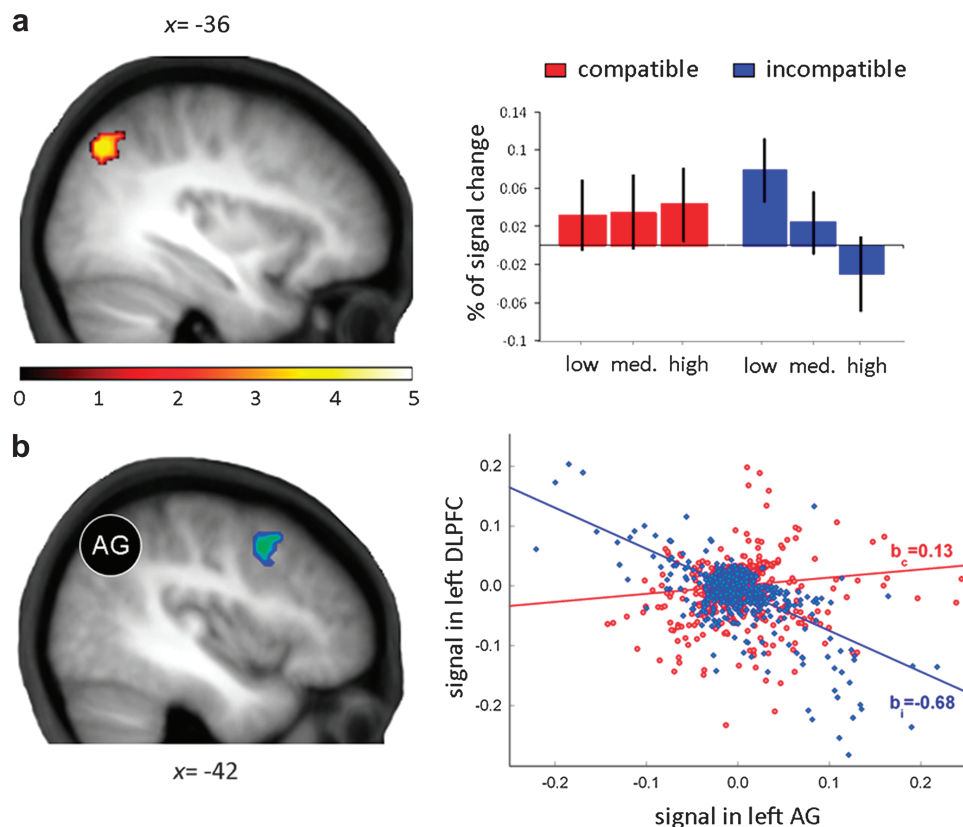 a
x= -36
compatible incompatible
% of signal change
0.14
0.1
0.06
0.02
-0.02
-0.06
-0.1
low med. high low med. high
0 1 2 3 4 5
b
AG
x= -42
signal in left DLPFC
0.2
0.1
0.0
-0.1
-0.2
b_c=0.13
b_i=-0.68
-0.2 -0.1 0.0 0.1 0.2
signal in left AG